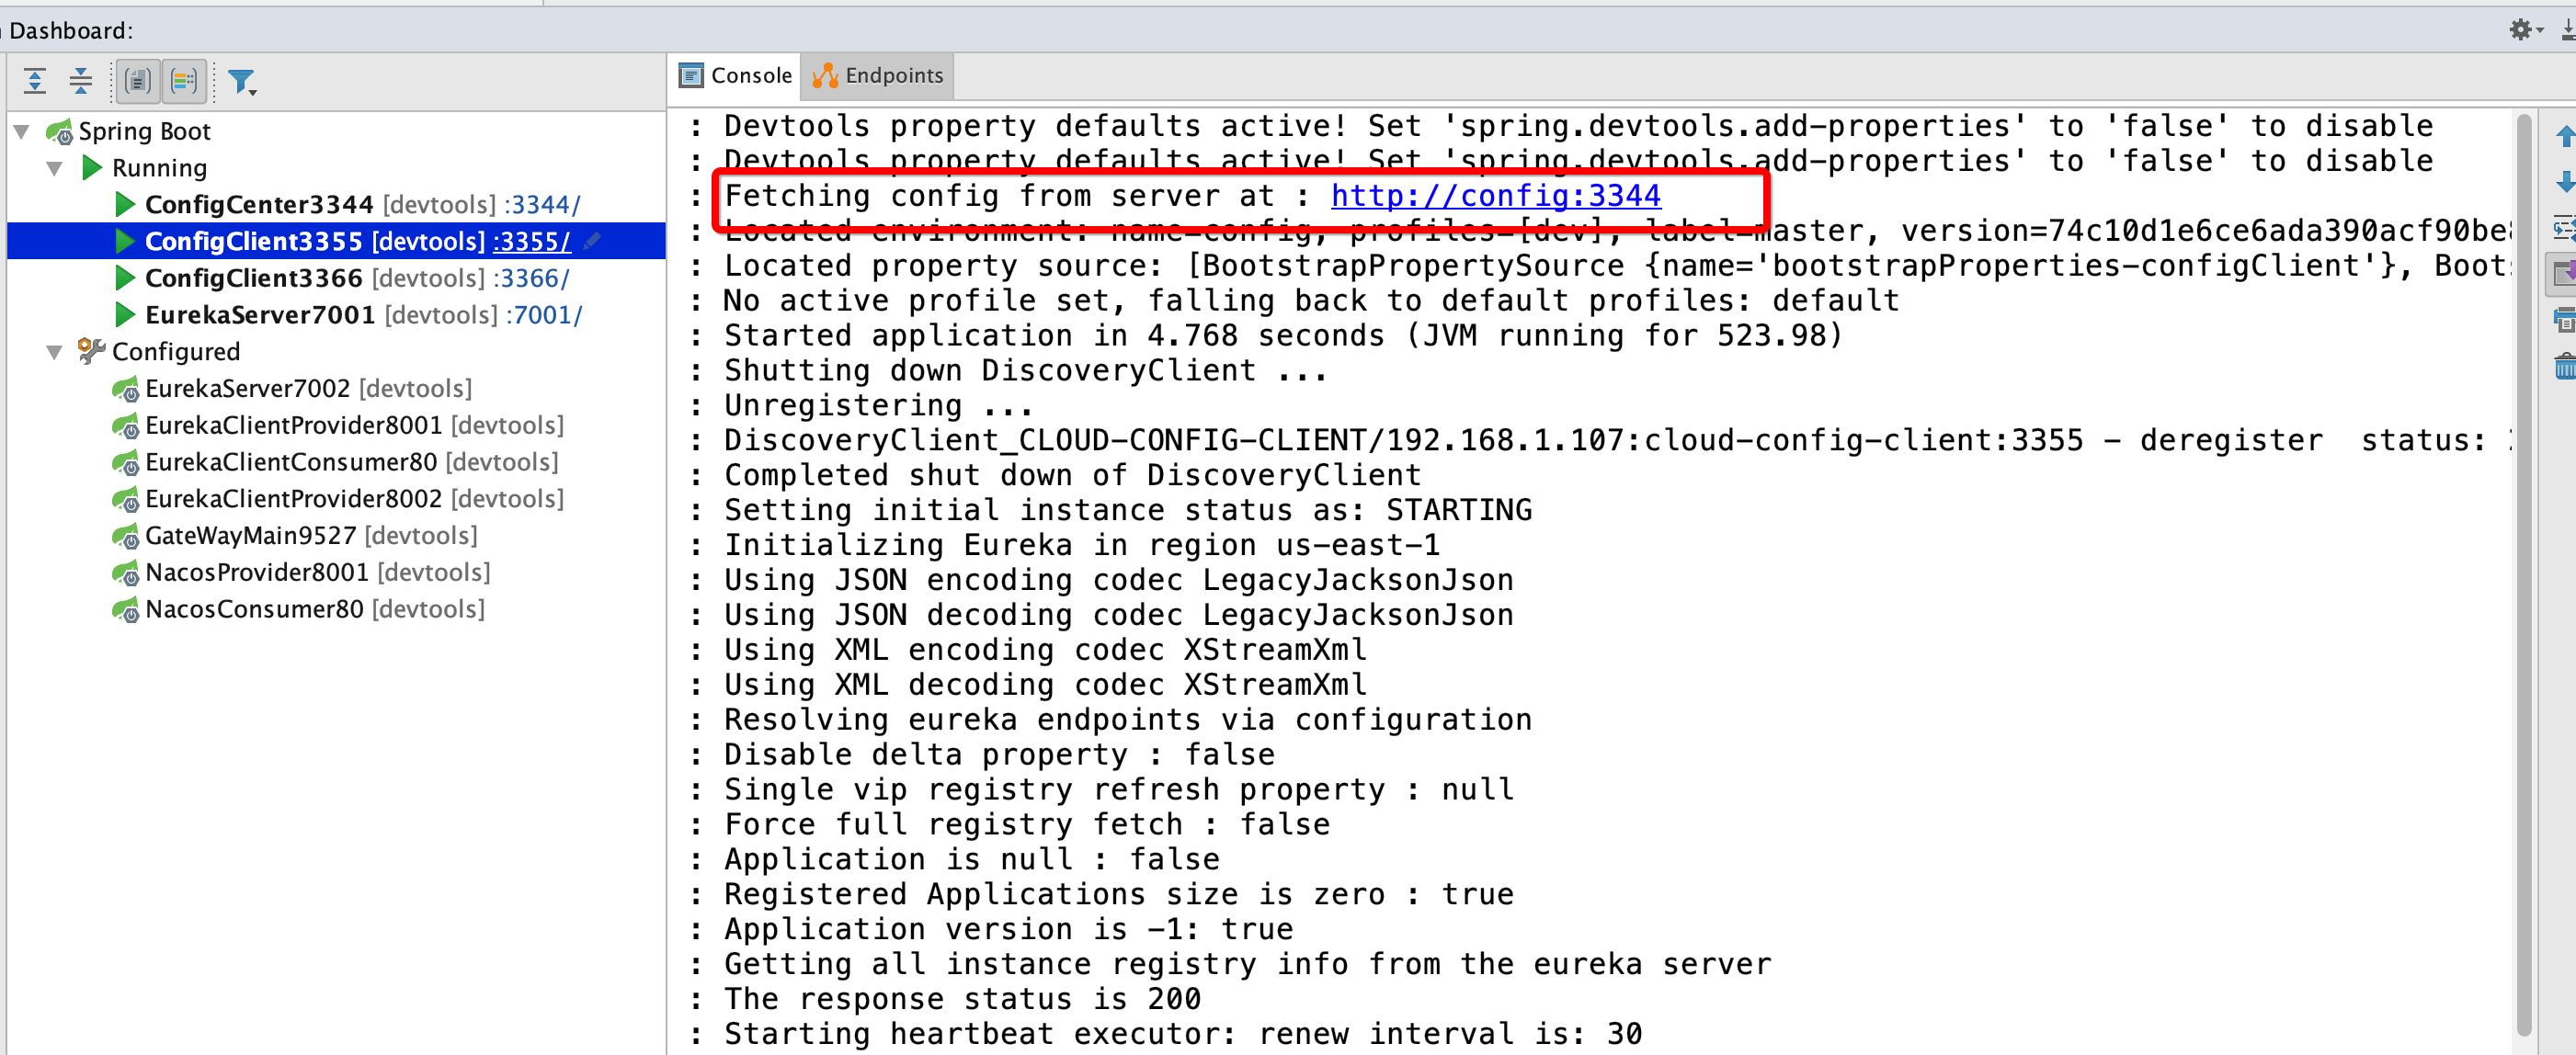 Dashboard:
Console
Endpoints
Spring Boot
Running
ConfigCenter3344 [devtools] :3344/
ConfigClient3355 [devtools] :3355/
ConfigClient3366 [devtools] :3366/
EurekaServer7001 [devtools] :7001/
Configured
EurekaServer7002 [devtools]
EurekaClientProvider8001 [devtools]
EurekaClientConsumer80 [devtools]
EurekaClientProvider8002 [devtools]
GateWayMain9527 [devtools]
NacosProvider8001 [devtools]
NacosConsumer80 [devtools]
: Devtools property defaults active! Set 'spring.devtools.add-properties' to 'false' to disable
: Devtools property defaults active! Set 'spring.devtools.add-properties' to 'false' to disable
: Fetching config from server at : http://config:3344
: Located environment: name=config, profiles=[dev], label=master, version=74c10d1e6ce6ada390acf90be
: Located property source: [BootstrapPropertySource {name='bootstrapProperties-configClient'}, Boots
: No active profile set, falling back to default profiles: default
: Started application in 4.768 seconds (JVM running for 523.98)
: Shutting down DiscoveryClient ...
: Unregistering ...
: DiscoveryClient_CLOUD-CONFIG-CLIENT/192.168.1.107:cloud-config-client:3355 - deregister  status:
: Completed shut down of DiscoveryClient
: Setting initial instance status as: STARTING
: Initializing Eureka in region us-east-1
: Using JSON encoding codec LegacyJacksonJson
: Using JSON decoding codec LegacyJacksonJson
: Using XML encoding codec XStreamXml
: Using XML decoding codec XStreamXml
: Resolving eureka endpoints via configuration
: Disable delta property : false
: Single vip registry refresh property : null
: Force full registry fetch : false
: Application is null : false
: Registered Applications size is zero : true
: Application version is -1: true
: Getting all instance registry info from the eureka server
: The response status is 200
: Starting heartbeat executor: renew interval is: 30